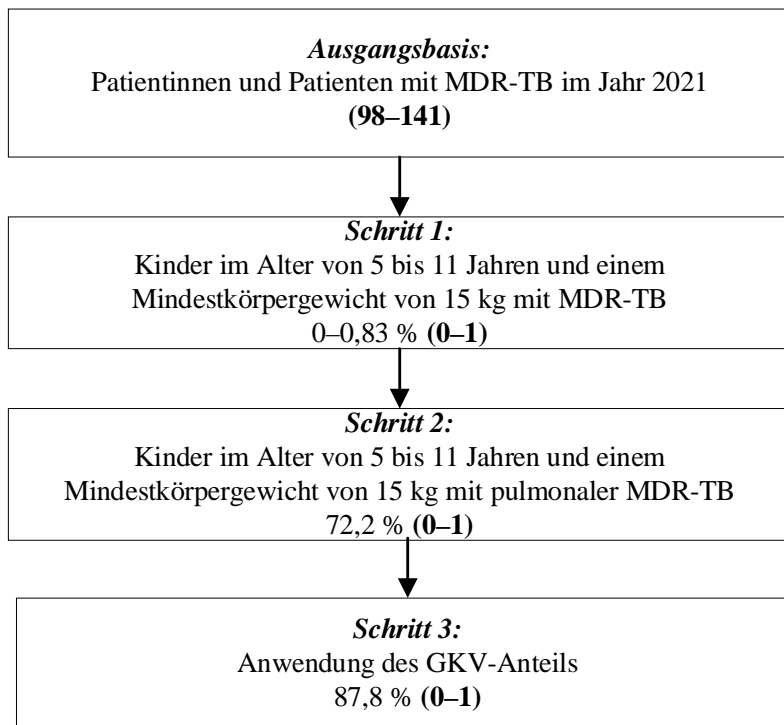 Ausgangsbasis:
Patientinnen und Patienten mit MDR-TB im Jahr 2021
(98–141)
Schritt 1:
Kinder im Alter von 5 bis 11 Jahren und einem
Mindestkörpergewicht von 15 kg mit MDR-TB
0–0,83 % (0–1)
Schritt 2:
Kinder im Alter von 5 bis 11 Jahren und einem
Mindestkörpergewicht von 15 kg mit pulmonaler MDR-TB
72,2 % (0–1)
Schritt 3:
Anwendung des GKV-Anteils
87,8 % (0–1)